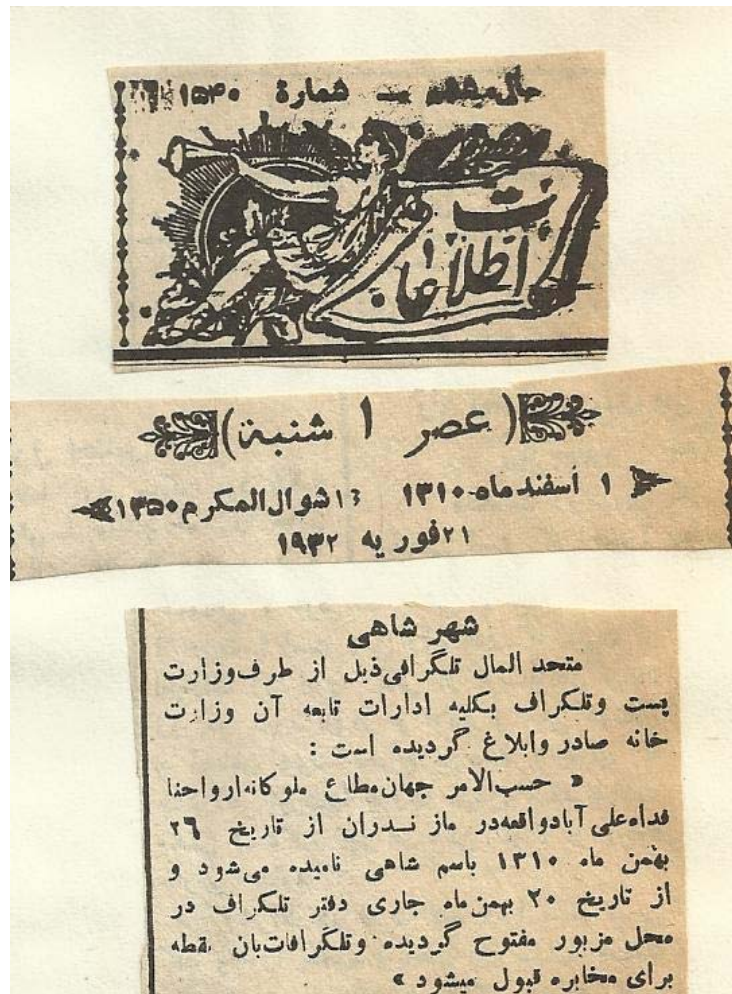 سال ششم — شمارهٔ ۱۵۴۰
اطلاعات
(عصر ۱ شنبه)
۱ اسفندماه ۱۳۱۰ ۱۳ شوال‌المکرم ۱۳۵۰
۲۱ فوریه ۱۹۳۲
شهر شاهی
متحد المال تلگرافی ذیل از طرف وزارت
پست وتلگراف بکلیه ادارات تابعه آن وزارت
خانه صادر وابلاغ گردیده است :
« حسب‌الامر جهان‌مطاع ملوکانه ارواحنا
فداه علی آباد واقعه در مازندران از تاریخ ۲۶
بهمن ماه ۱۳۱۰ باسم شاهی نامیده می‌شود و
از تاریخ ۲۰ بهمن ماه جاری دفتر تلگراف در
محل مزبور مفتوح گردیده وتلگرافات‌بان نقطه
برای مخابره قبول میشود »